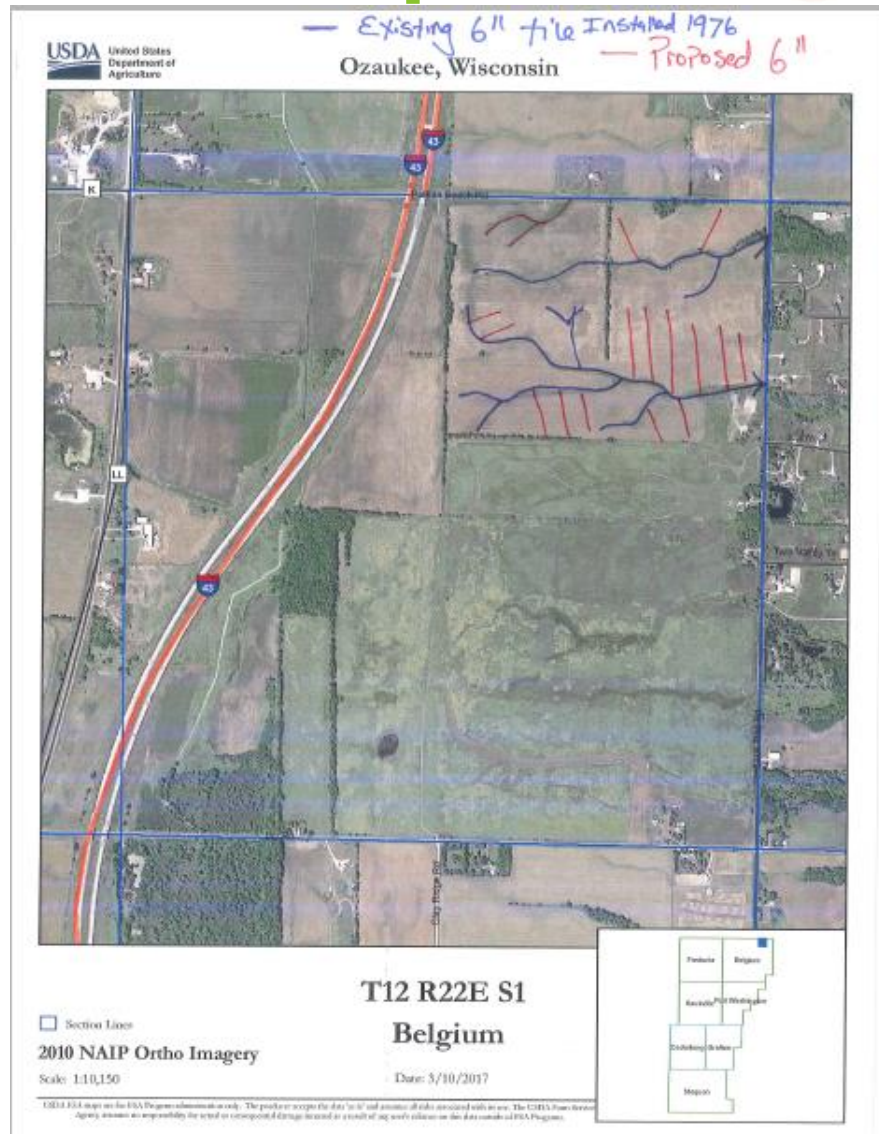 — Existing 6" tile Installed 1976
— Proposed 6"
USDA United States
Department of
Agriculture
Ozaukee, Wisconsin
43
43
K
LL
43
Fredonia
Belgium
Saukville
Port Washington
Cedarburg
Grafton
Mequon
T12 R22E S1
Belgium
Section Lines
2010 NAIP Ortho Imagery
Scale: 1:10,150
Date: 3/10/2017